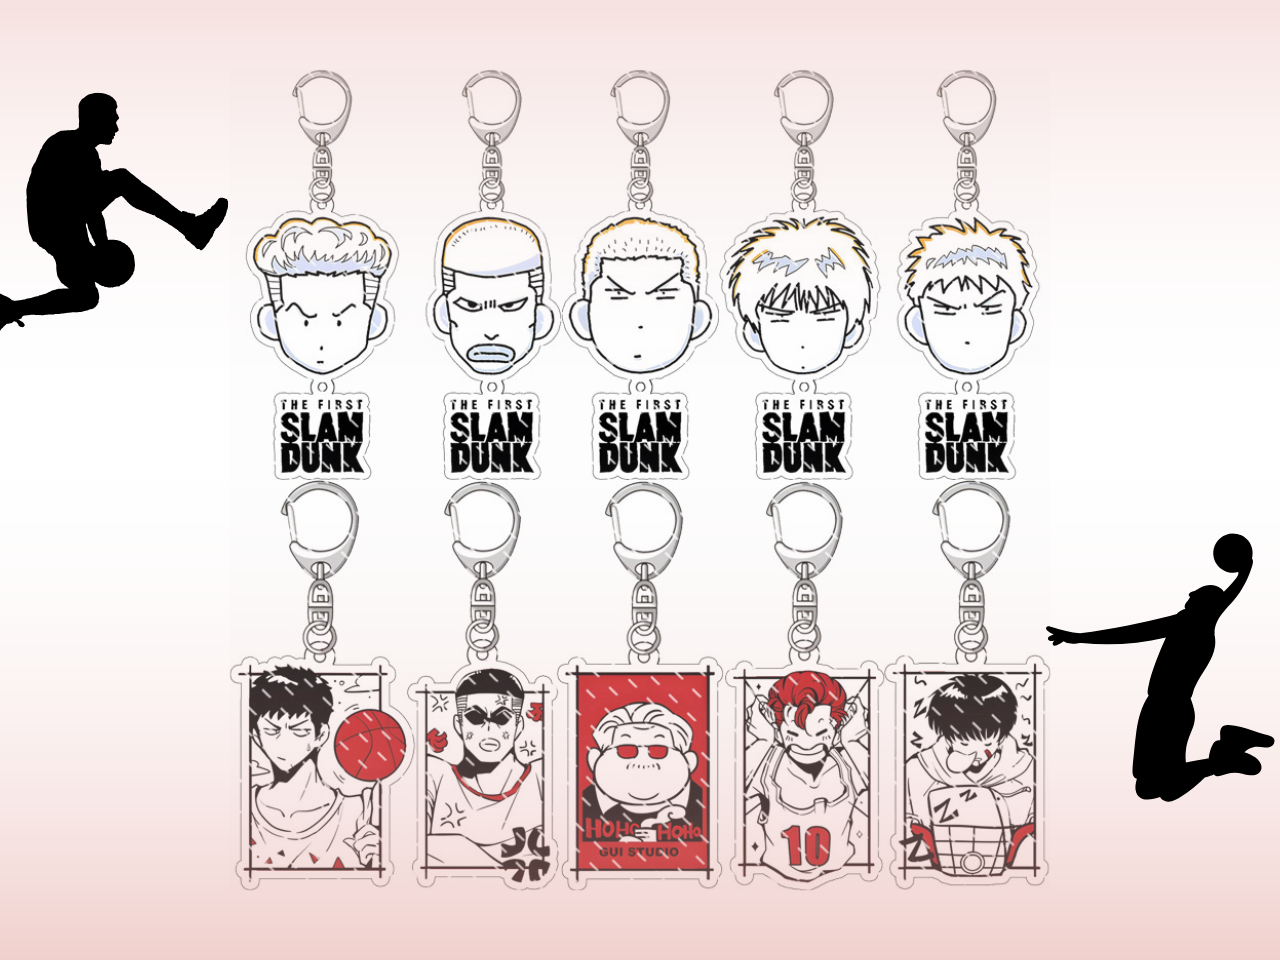 THE FIRST
SLAM
DUNK
THE FIRST
SLAM
DUNK
THE FIRST
SLAM
DUNK
THE FIRST
SLAM
DUNK
THE FIRST
SLAM
DUNK
HOHO HOHO
GUI STUDIO
10
Z Z
Z
Z
Z